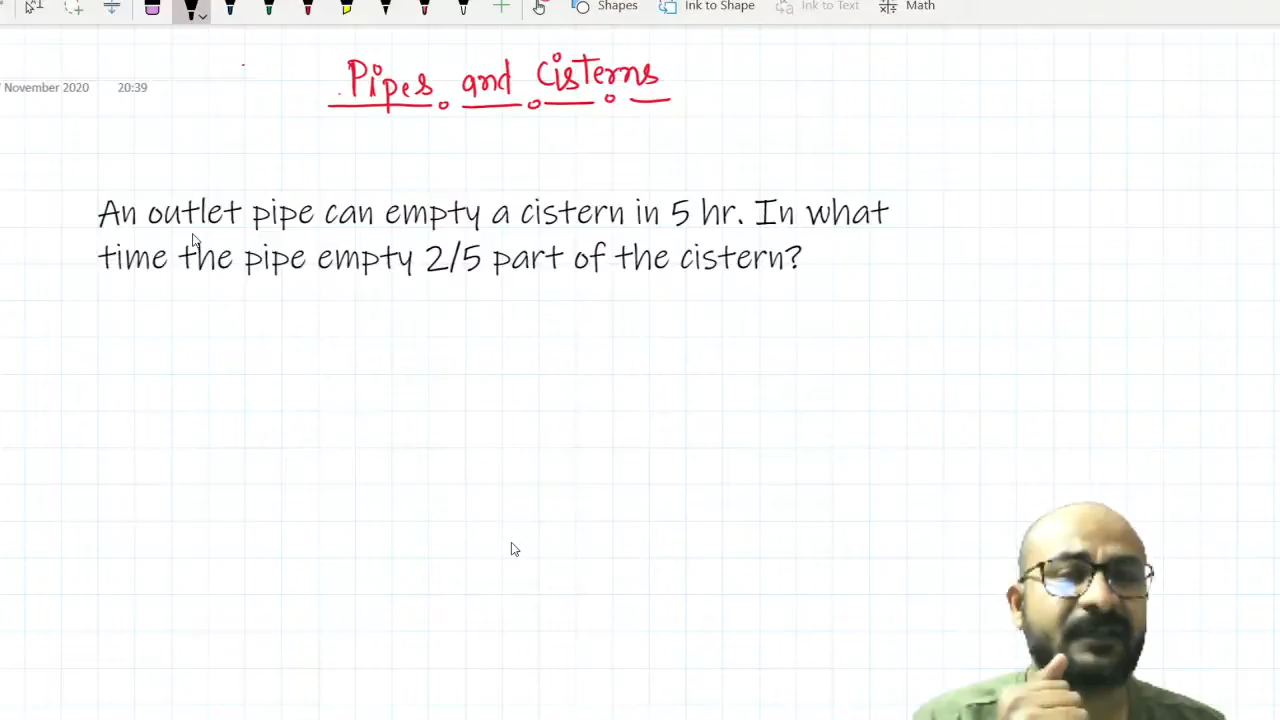 Shapes
Ink to Shape
Ink to Text
Math
November 2020 20:39
Pipes and Cisterns
An outlet pipe can empty a cistern in 5 hr. In what
time the pipe empty 2/5 part of the cistern?